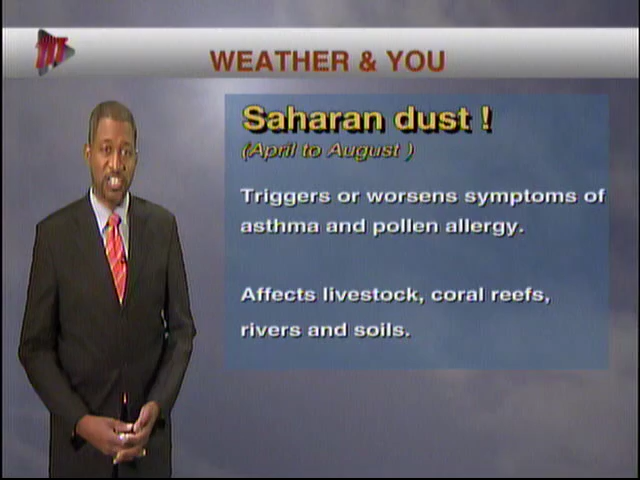 WEATHER & YOU
Saharan dust !
(April to August )
Triggers or worsens symptoms of
asthma and pollen allergy.
Affects livestock, coral reefs,
rivers and soils.